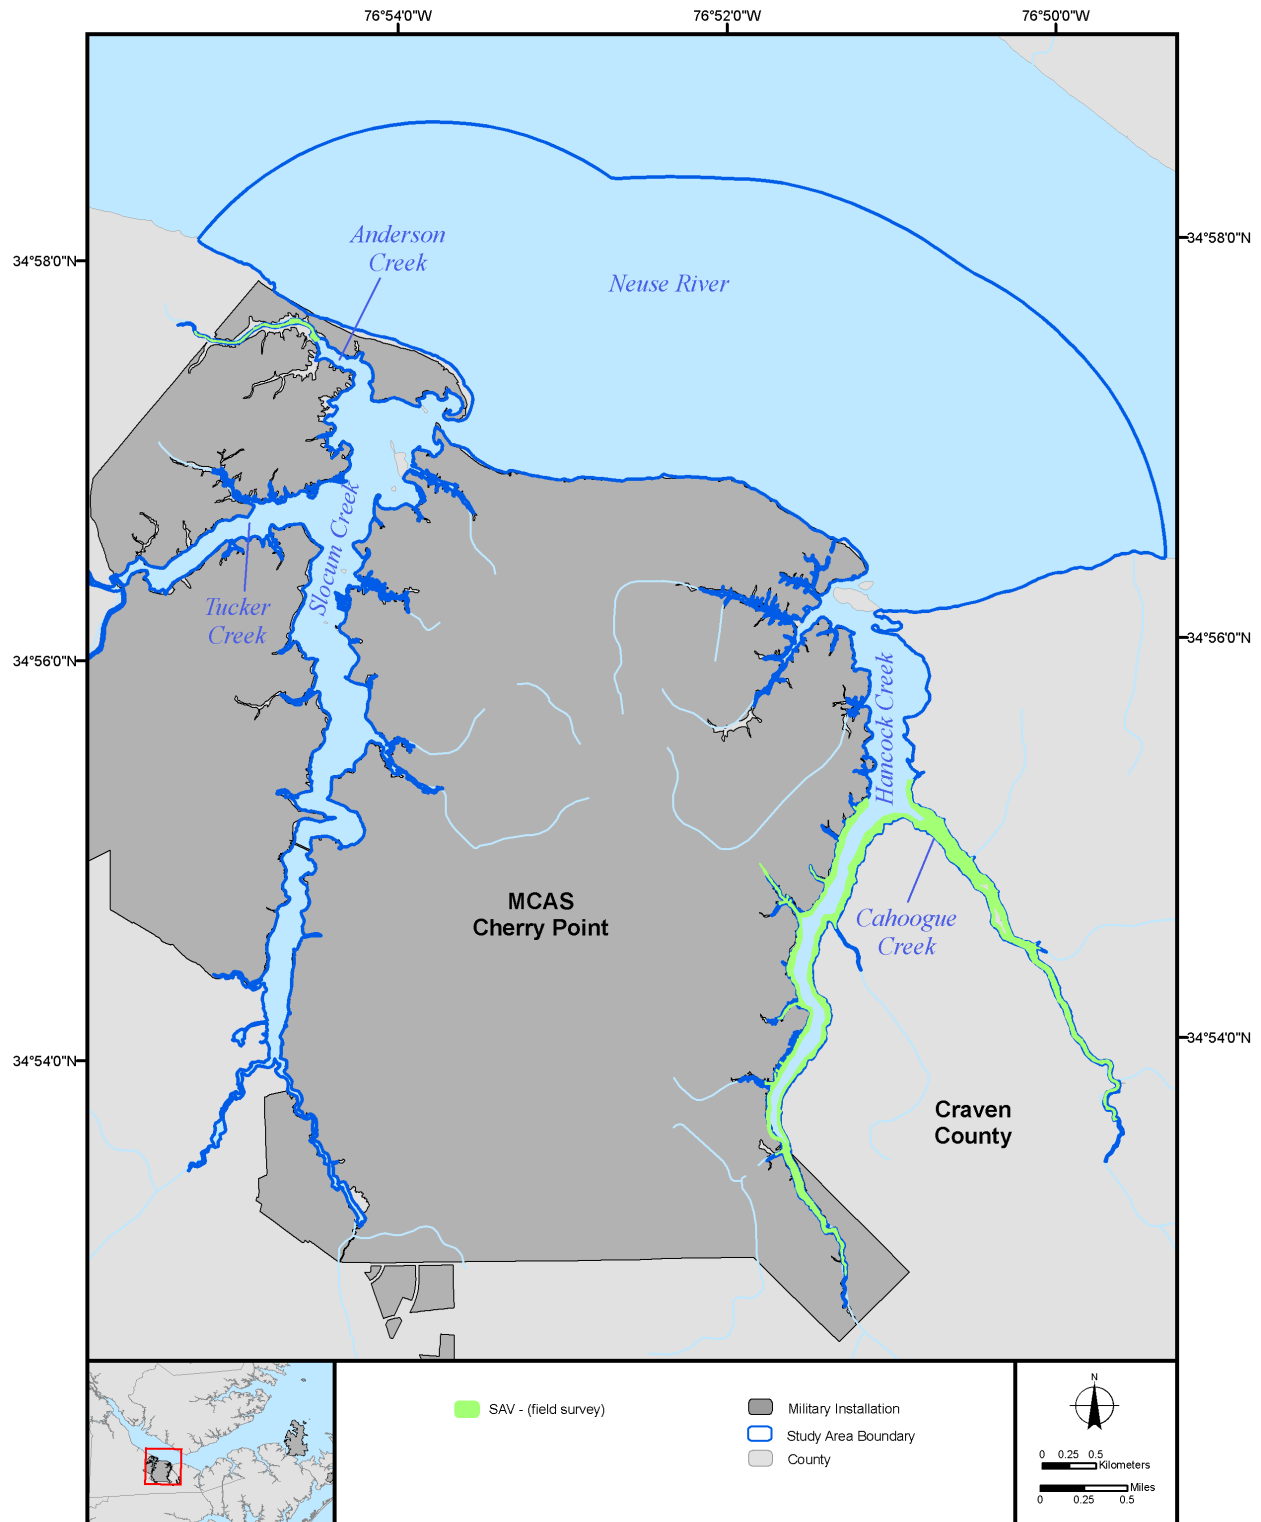 76°54'0"W 76°52'0"W 76°50'0"W
34°58'0"N
34°58'0"N
Anderson
Creek
Neuse River
Slocum Creek
Tucker
Creek
34°56'0"N
34°56'0"N
Hancock Creek
MCAS
Cherry Point
Cahoogue
Creek
34°54'0"N
34°54'0"N
Craven
County
SAV - (field survey)
Military Installation
Study Area Boundary
County
N
0 0.25 0.5
Kilometers
Miles
0 0.25 0.5